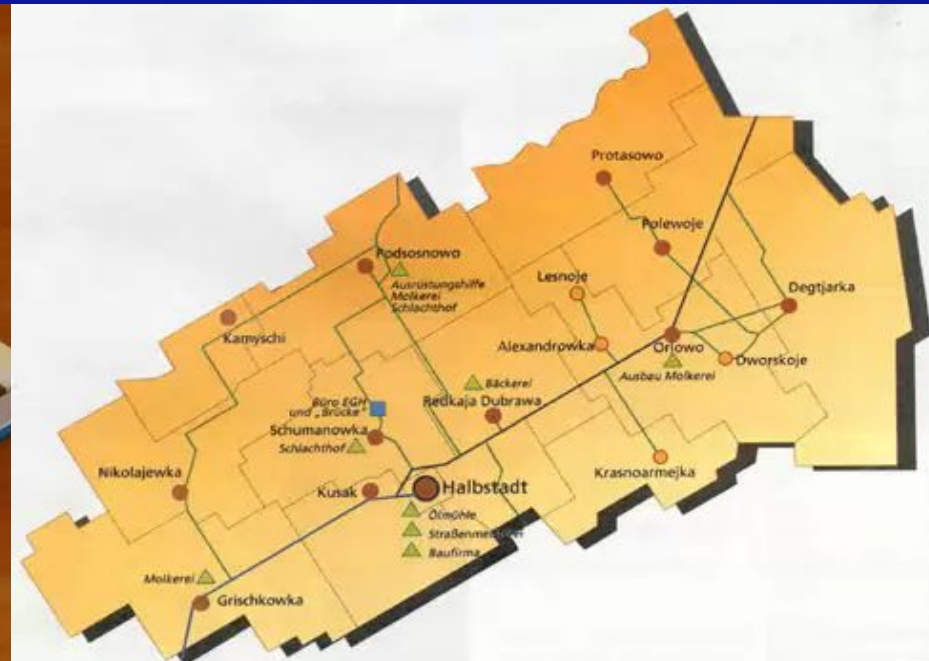 Protasowo
Polewoje
Podsosnowo
Ausrüstungshilfe
Molkerei
Schlachthof
Lesnoje
Degtjarka
Kamyschi
Alexandrowka
Orlowo
Dworskoje
Ausbau Molkerei
Bäckerei
Büro EGH
und „Brücke"
Redkaja Dubrawa
Schumanowka
Schlachthof
Nikolajewka
Kusak
Halbstadt
Krasnoarmejka
Ölmühle
Baufirma
Molkerei
Grischkowka